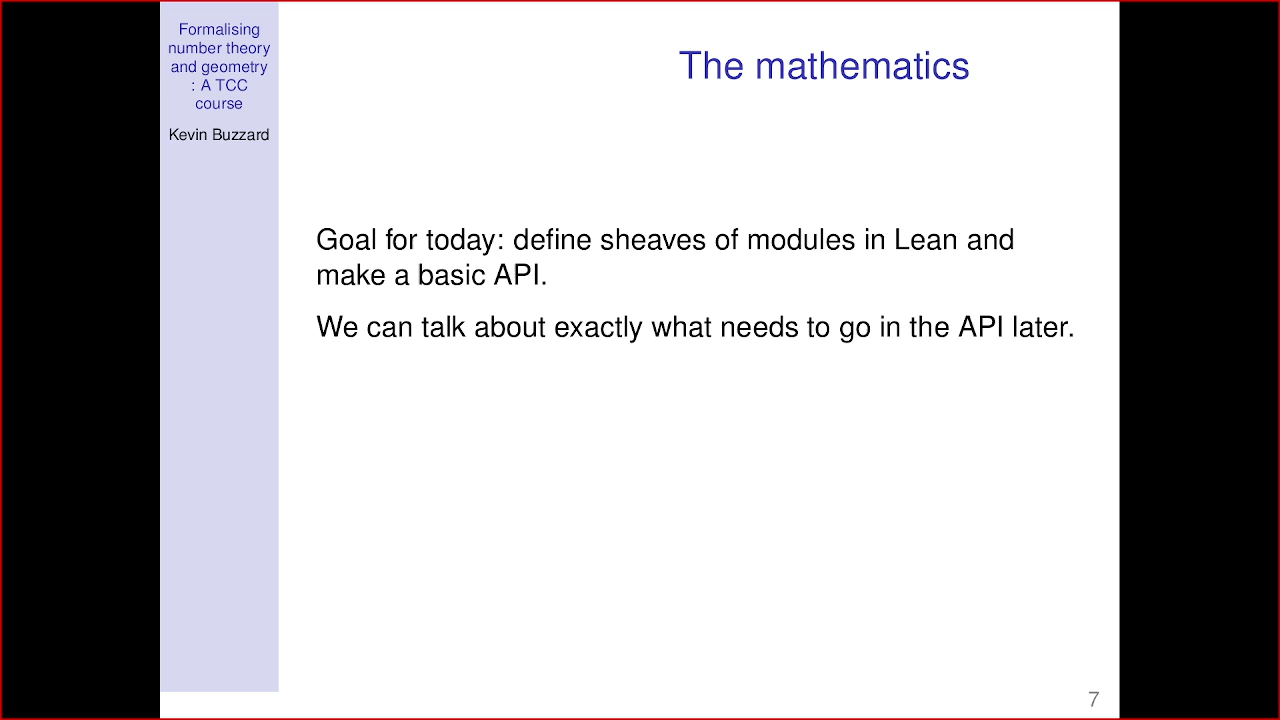 Formalising
number theory
and geometry
: A TCC
course
Kevin Buzzard
The mathematics
Goal for today: define sheaves of modules in Lean and
make a basic API.
We can talk about exactly what needs to go in the API later.
7